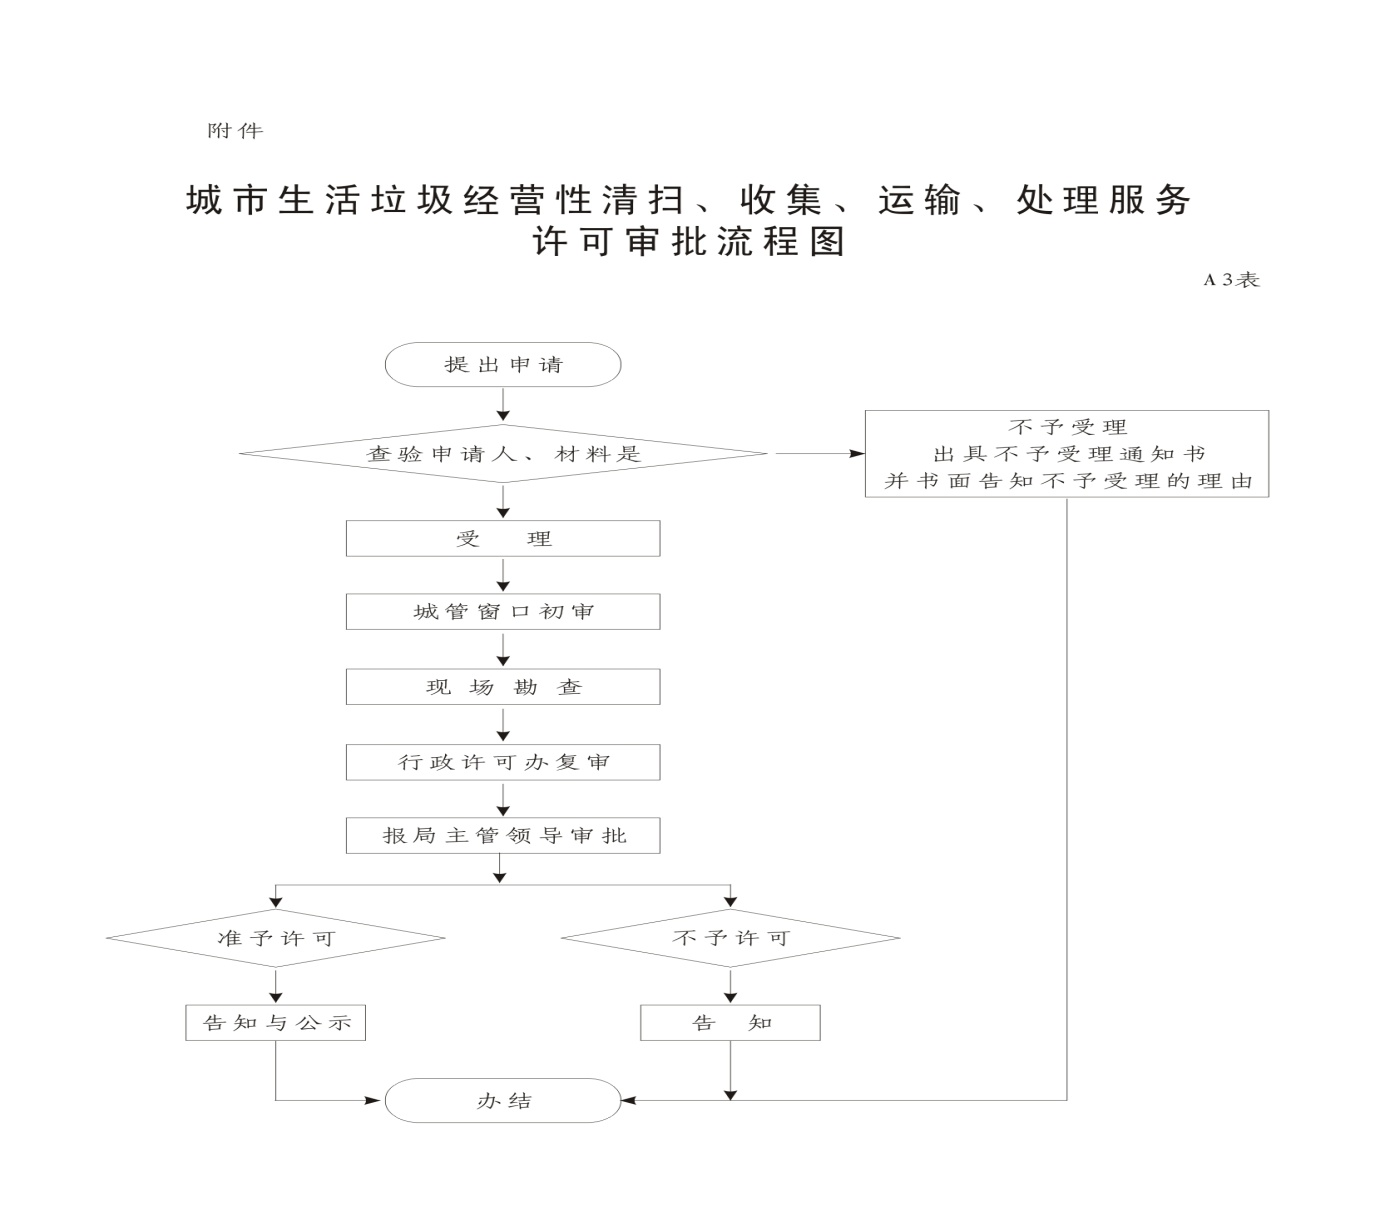 附件
城市生活垃圾经营性清扫、收集、运输、处理服务
许可审批流程图
A3表
提出申请
查验申请人、材料是
不予受理
出具不予受理通知书
并书面告知不予受理的理由
受 理
城管窗口初审
现场勘查
行政许可办复审
报局主管领导审批
准予许可
不予许可
告知与公示
告 知
办结